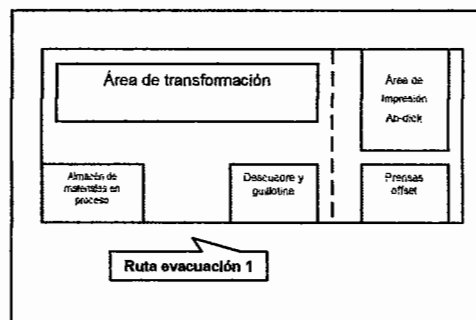 Área de transformación
Área de
Impresión
Ab-dick
Almacén de
materiales en
proceso
Descuadre y
guillotina
Prensas
offset
Ruta evacuación 1